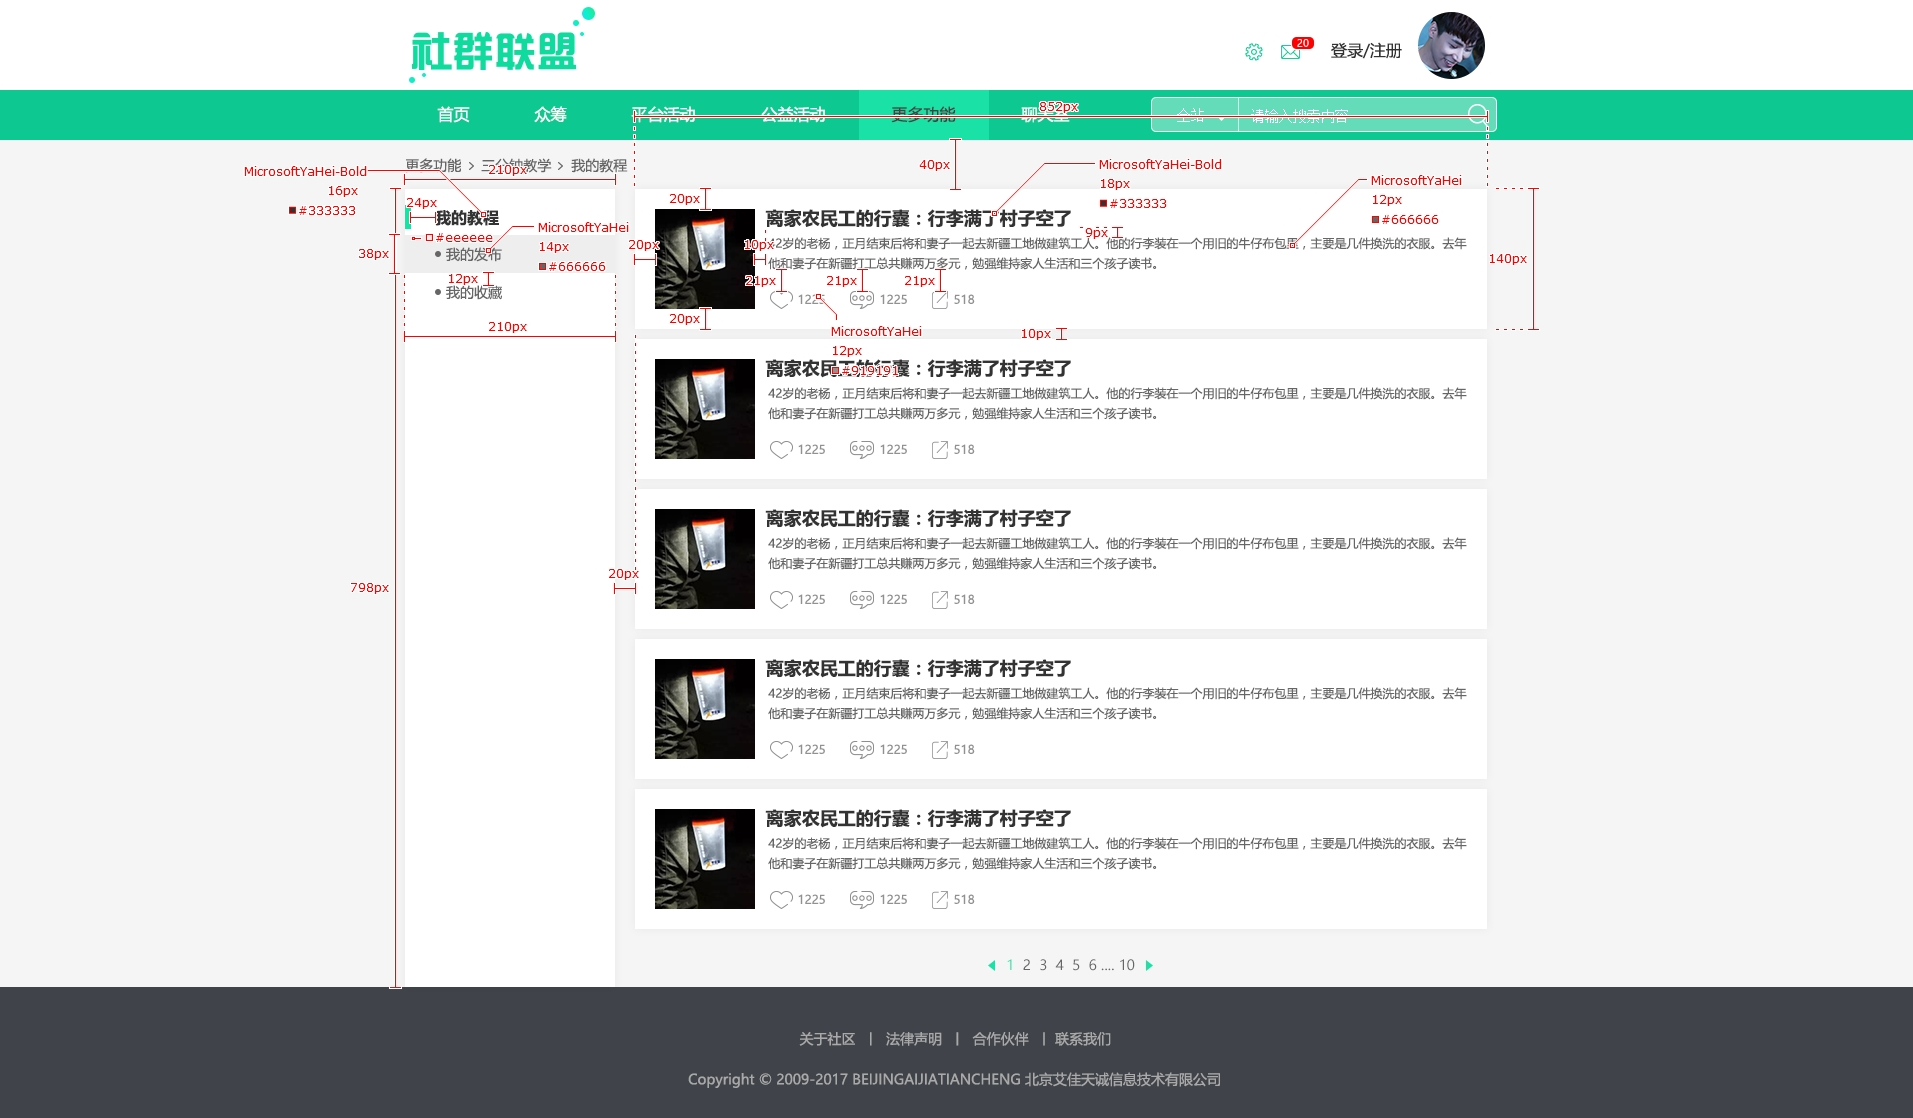 社群联盟
20
登录/注册
首页
众筹
平台活动
公益活动
更多功能
聊天室
852px
全站
请输入搜索内容
更多功能 > 三分钟教学 > 我的教程
210px
40px
MicrosoftYaHei-Bold
16px
#333333
MicrosoftYaHei-Bold
18px
#333333
MicrosoftYaHei
12px
#666666
24px
我的教程
#eeeeee
38px
我的发布
MicrosoftYaHei
14px
#666666
12px
我的收藏
210px
798px
20px
20px
10px
离家农民工的行囊：行李满了村子空了
9px
42岁的老杨，正月结束后将和妻子一起去新疆工地做建筑工人。他的行李装在一个用旧的牛仔布包里，主要是几件换洗的衣服。去年
他和妻子在新疆打工总共赚两万多元，勉强维持家人生活和三个孩子读书。
140px
21px
21px
21px
1225
1225
518
20px
MicrosoftYaHei
12px
#919191
10px
离家农民工的行囊：行李满了村子空了
42岁的老杨，正月结束后将和妻子一起去新疆工地做建筑工人。他的行李装在一个用旧的牛仔布包里，主要是几件换洗的衣服。去年
他和妻子在新疆打工总共赚两万多元，勉强维持家人生活和三个孩子读书。
1225
1225
518
20px
离家农民工的行囊：行李满了村子空了
42岁的老杨，正月结束后将和妻子一起去新疆工地做建筑工人。他的行李装在一个用旧的牛仔布包里，主要是几件换洗的衣服。去年
他和妻子在新疆打工总共赚两万多元，勉强维持家人生活和三个孩子读书。
1225
1225
518
离家农民工的行囊：行李满了村子空了
42岁的老杨，正月结束后将和妻子一起去新疆工地做建筑工人。他的行李装在一个用旧的牛仔布包里，主要是几件换洗的衣服。去年
他和妻子在新疆打工总共赚两万多元，勉强维持家人生活和三个孩子读书。
1225
1225
518
离家农民工的行囊：行李满了村子空了
42岁的老杨，正月结束后将和妻子一起去新疆工地做建筑工人。他的行李装在一个用旧的牛仔布包里，主要是几件换洗的衣服。去年
他和妻子在新疆打工总共赚两万多元，勉强维持家人生活和三个孩子读书。
1225
1225
518
1 2 3 4 5 6 .... 10
关于社区 | 法律声明 | 合作伙伴 | 联系我们
Copyright © 2009-2017 BEIJINGAIJIATIANCHENG 北京艾佳天诚信息技术有限公司